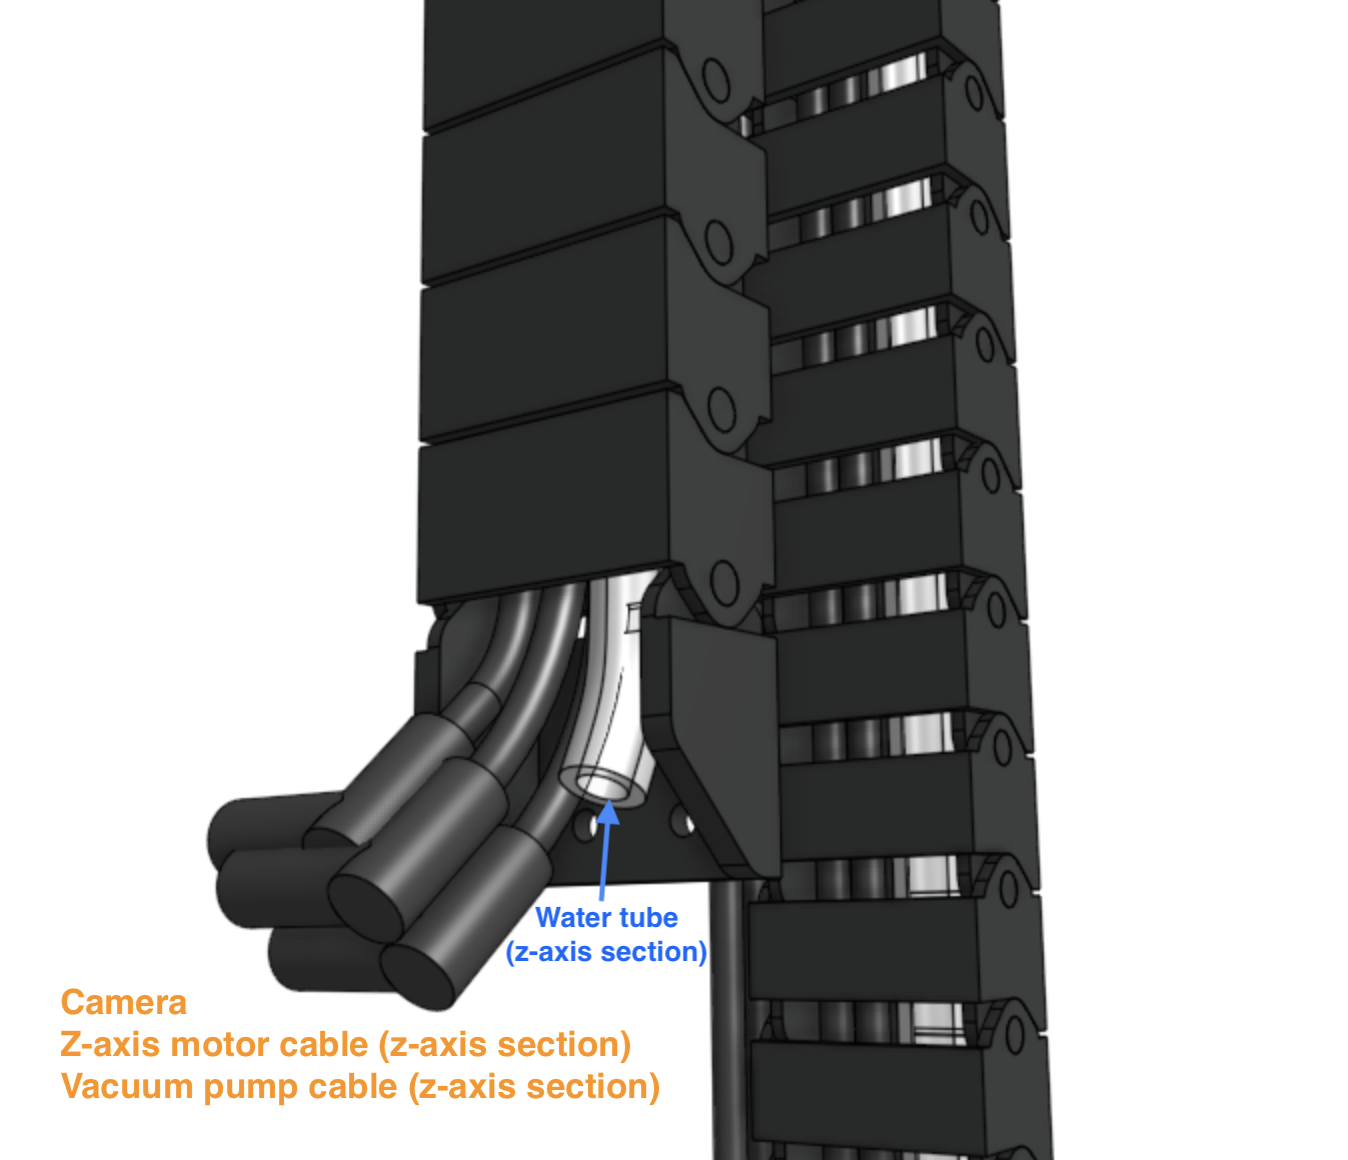 Water tube
(z-axis section)
Camera
Z-axis motor cable (z-axis section)
Vacuum pump cable (z-axis section)